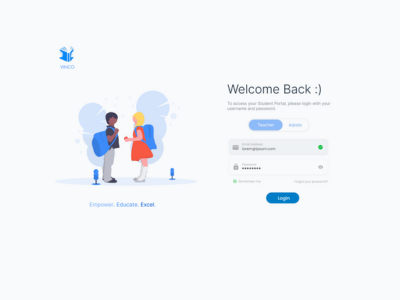 VINCO
Welcome Back :)
To access your Student Portal, please login with your
username and password.
Teacher
Admin
Email Address
loremg@ipsum.com
Password
Remember me
Forgot your password?
Login
Empower. Educate. Excel.